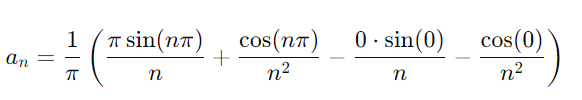 a_n = \frac{1}{\pi} \left( \frac{\pi \sin(n\pi)}{n} + \frac{\cos(n\pi)}{n^2} - \frac{0 \cdot \sin(0)}{n} - \frac{\cos(0)}{n^2} \right)